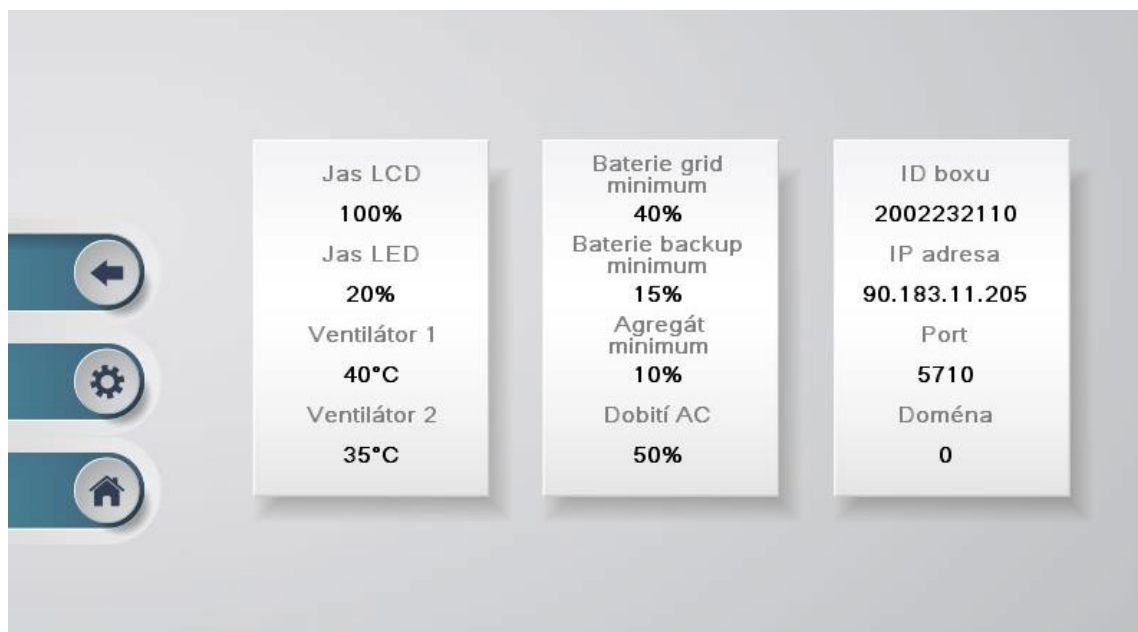 Jas LCD
100%
Jas LED
20%
Ventilátor 1
40°C
Ventilátor 2
35°C
Baterie grid
minimum
40%
Baterie backup
minimum
15%
Agregát
minimum
10%
Dobití AC
50%
ID boxu
2002232110
IP adresa
90.183.11.205
Port
5710
Doména
0